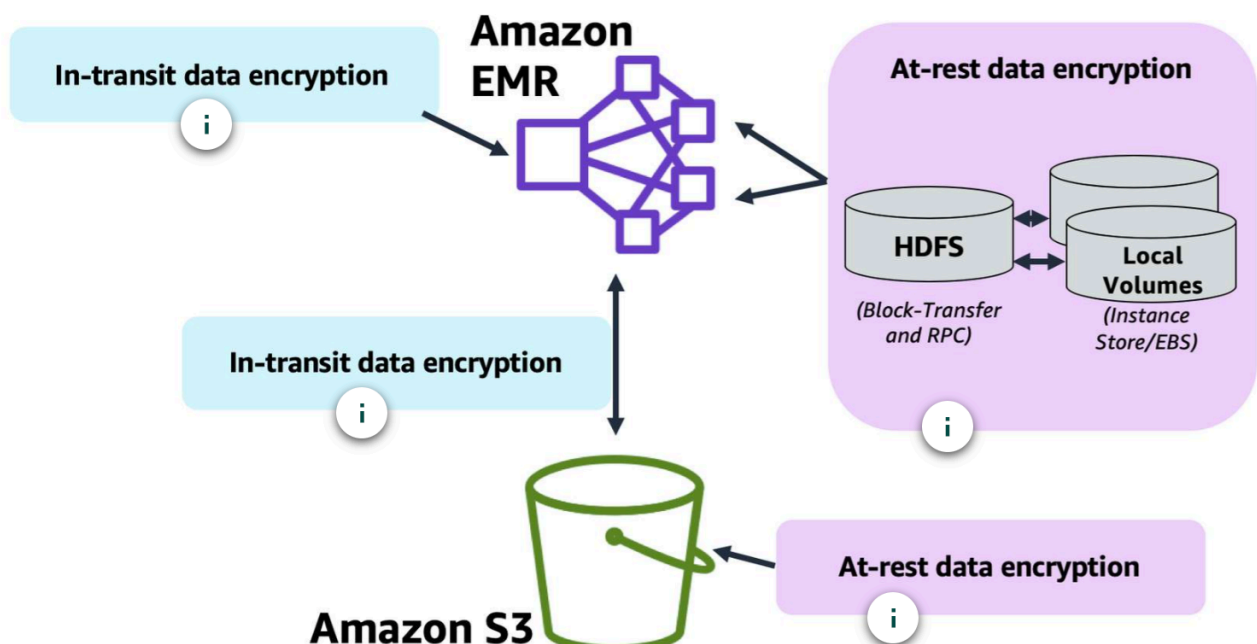 Amazon
EMR
In-transit data encryption
i
At-rest data encryption
HDFS
(Block-Transfer
and RPC)
Local
Volumes
(Instance
Store/EBS)
i
In-transit data encryption
i
Amazon S3
At-rest data encryption
i